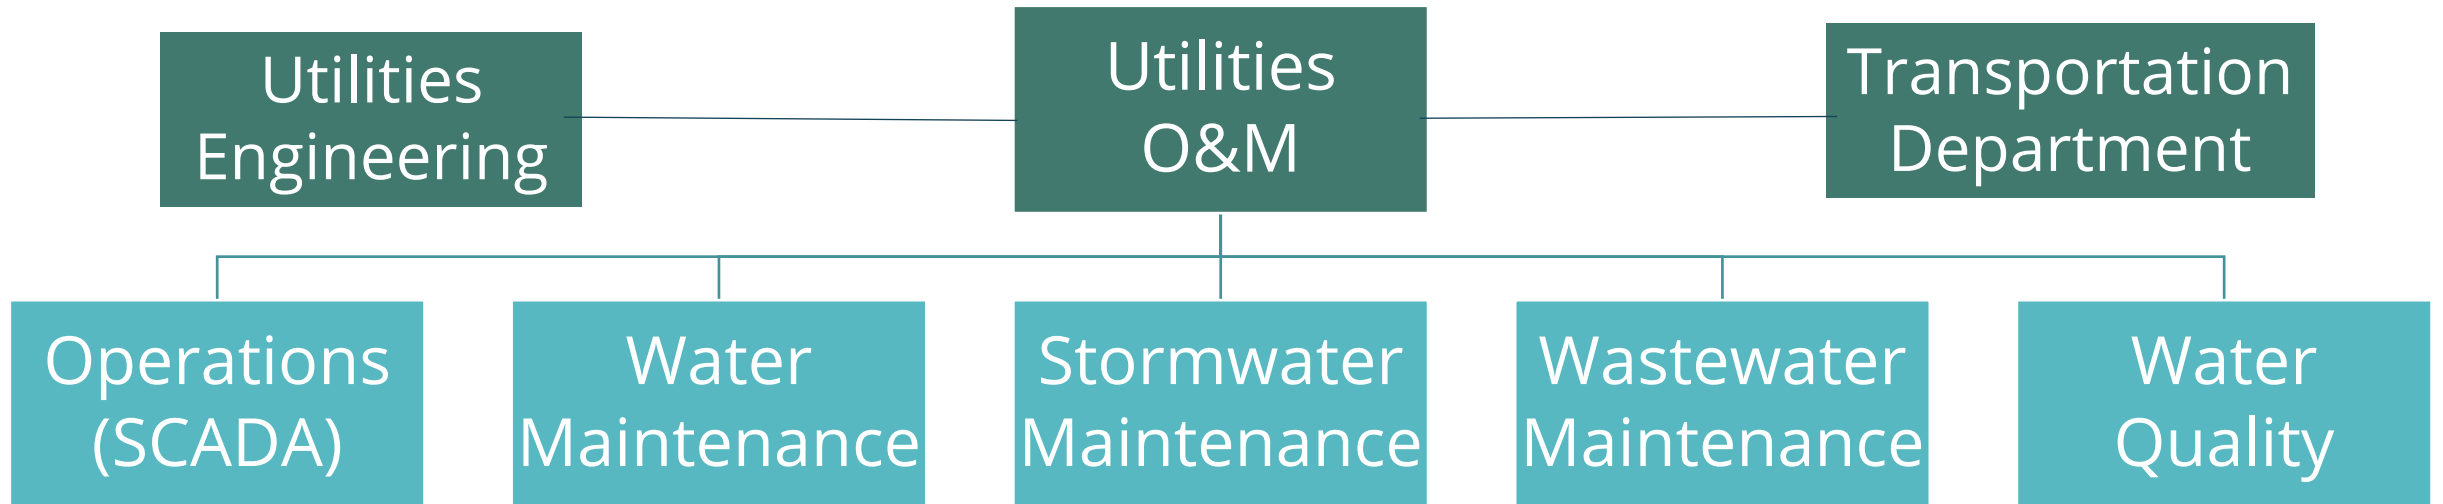 Utilities
Engineering
Utilities
O&M
Transportation
Department
Operations
(SCADA)
Water
Maintenance
Stormwater
Maintenance
Wastewater
Maintenance
Water
Quality